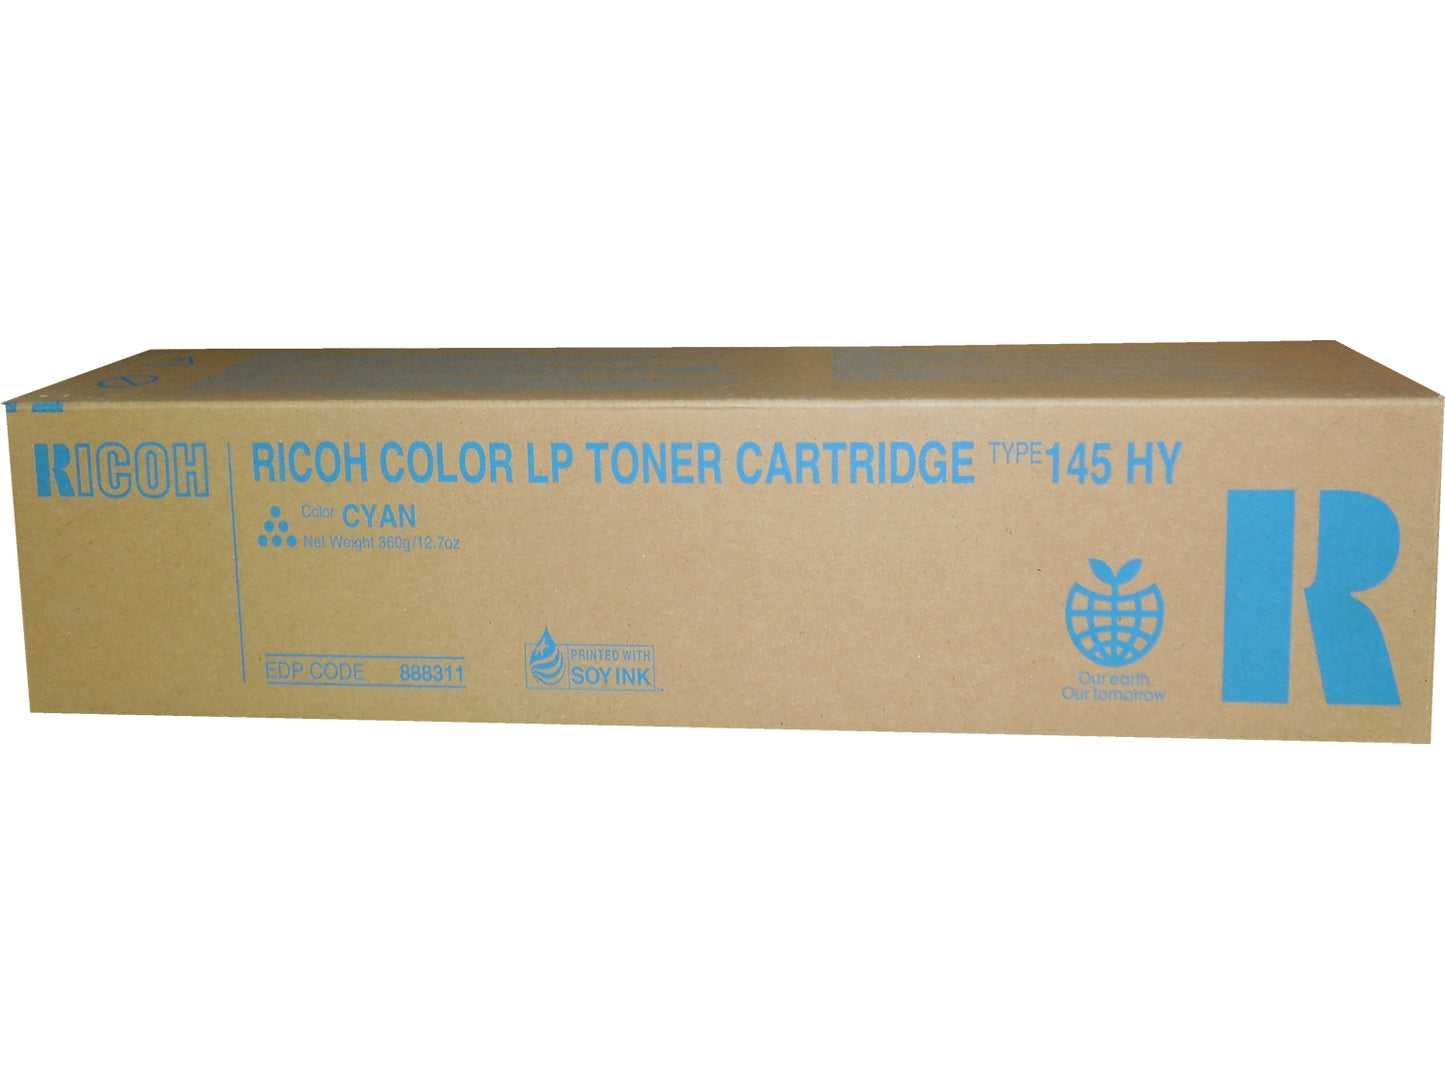 RICOH
RICOH COLOR LP TONER CARTRIDGE TYPE 145 HY
Color CYAN
Net Weight 360g/12.7oz
EDP CODE 888311
PRINTED WITH
SOY INK
Our earth,
Our tomorrow
R